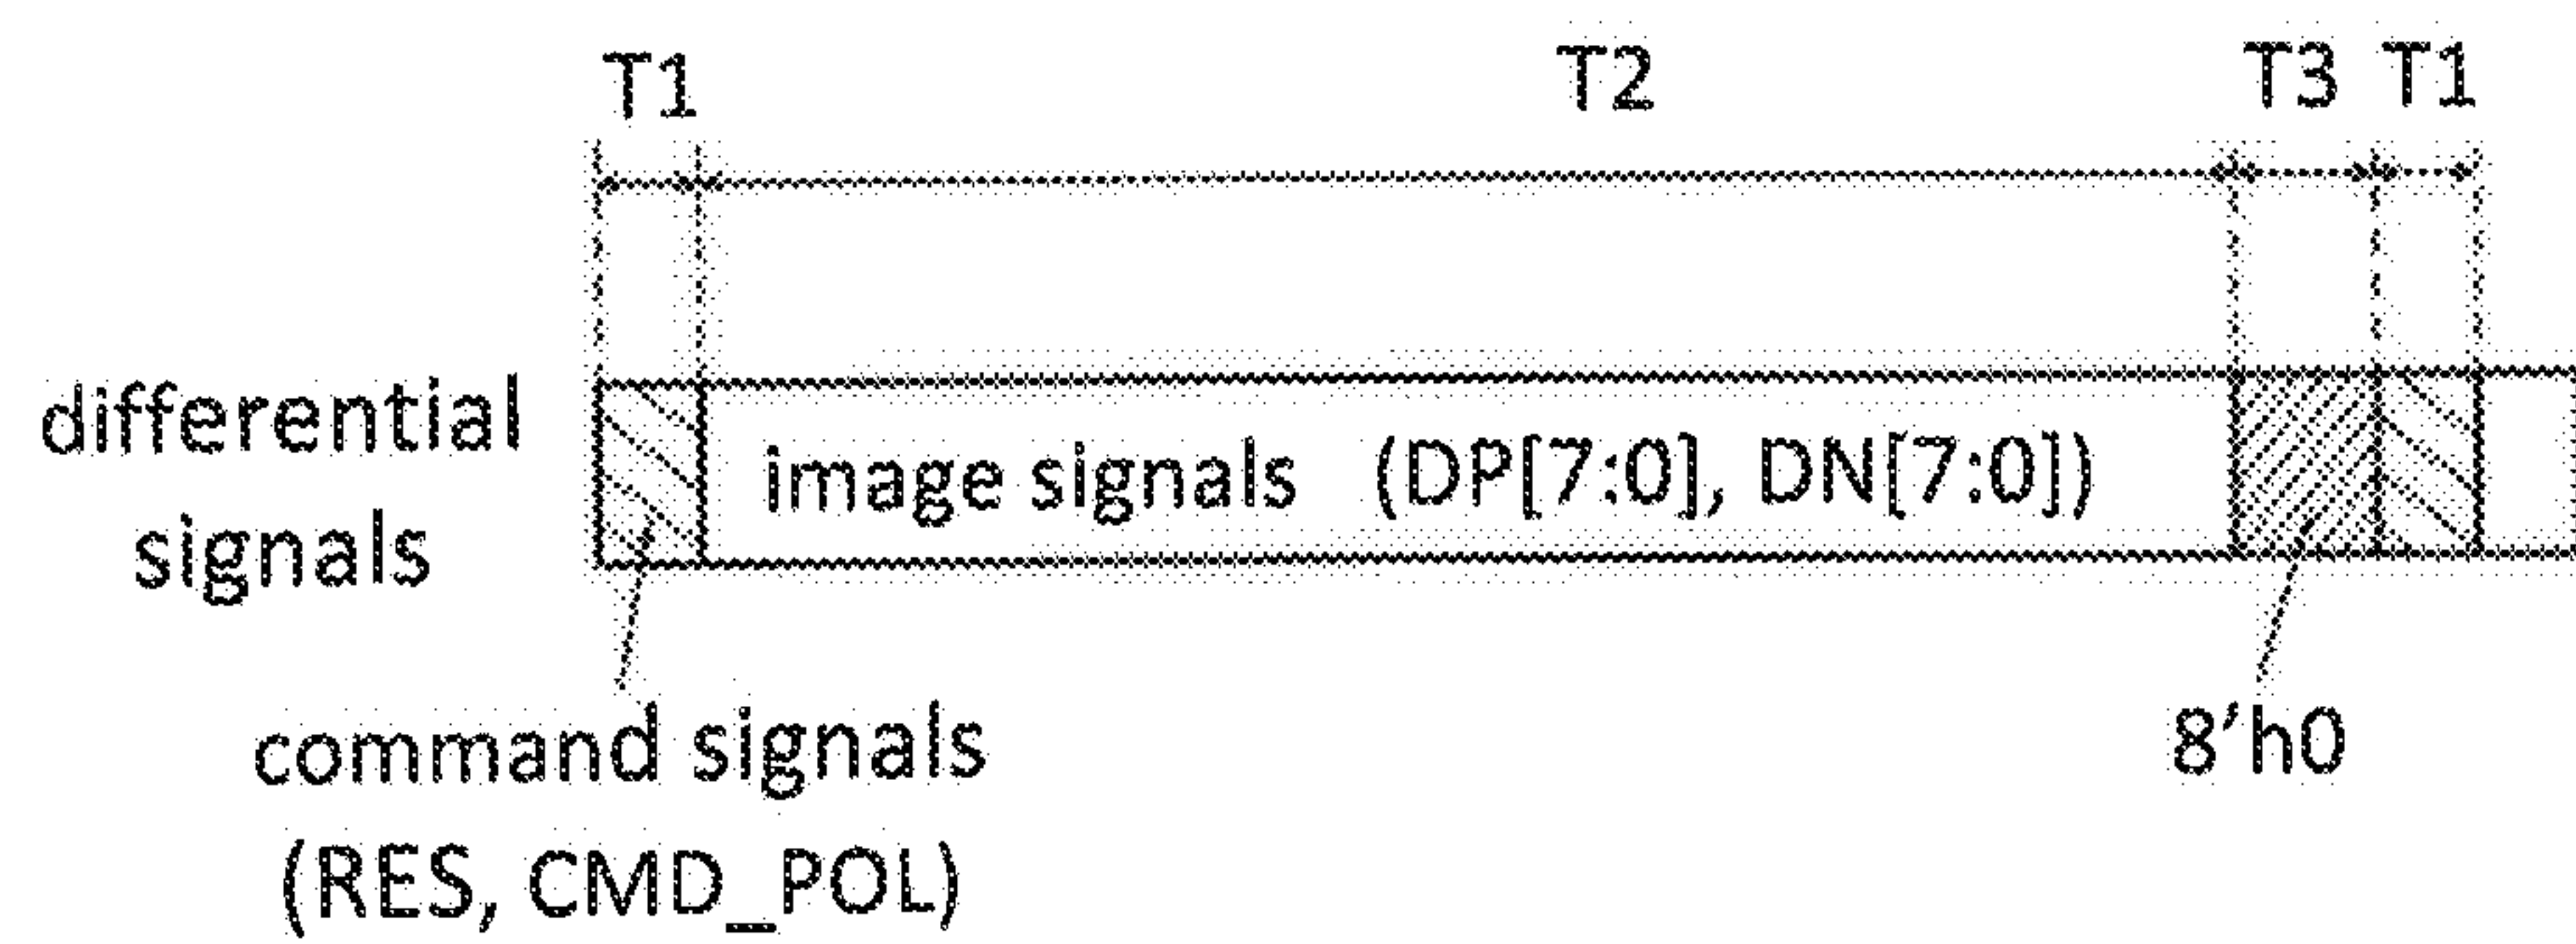 T1 T2 T3 T1
differential
signals
image signals (DP[7:0], DN[7:0])
command signals
(RES, CMD_POL)
8'h0